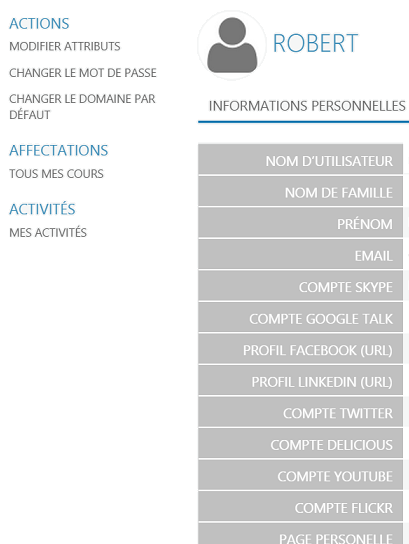 ACTIONS
MODIFIER ATTRIBUTS
CHANGER LE MOT DE PASSE
CHANGER LE DOMAINE PAR
DÉFAUT
AFFECTATIONS
TOUS MES COURS
ACTIVITÉS
MES ACTIVITÉS
ROBERT
INFORMATIONS PERSONNELLES
NOM D'UTILISATEUR
NOM DE FAMILLE
PRÉNOM
EMAIL
COMPTE SKYPE
COMPTE GOOGLE TALK
PROFIL FACEBOOK (URL)
PROFIL LINKEDIN (URL)
COMPTE TWITTER
COMPTE DELICIOUS
COMPTE YOUTUBE
COMPTE FLICKR
PAGE PERSONELLE